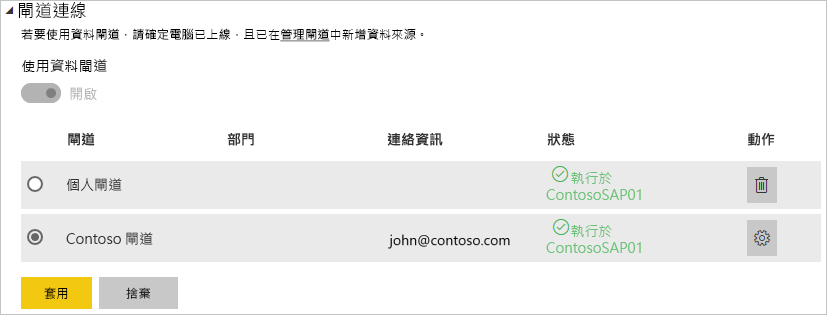 閘道連線
若要使用資料閘道，請確定電腦已上線，且已在管理閘道中新增資料來源。
使用資料閘道
開啟
閘道 部門 連絡資訊 狀態 動作
個人閘道 執行於
ContosoSAP01
Contoso 閘道 john@contoso.com 執行於
ContosoSAP01
套用 捨棄